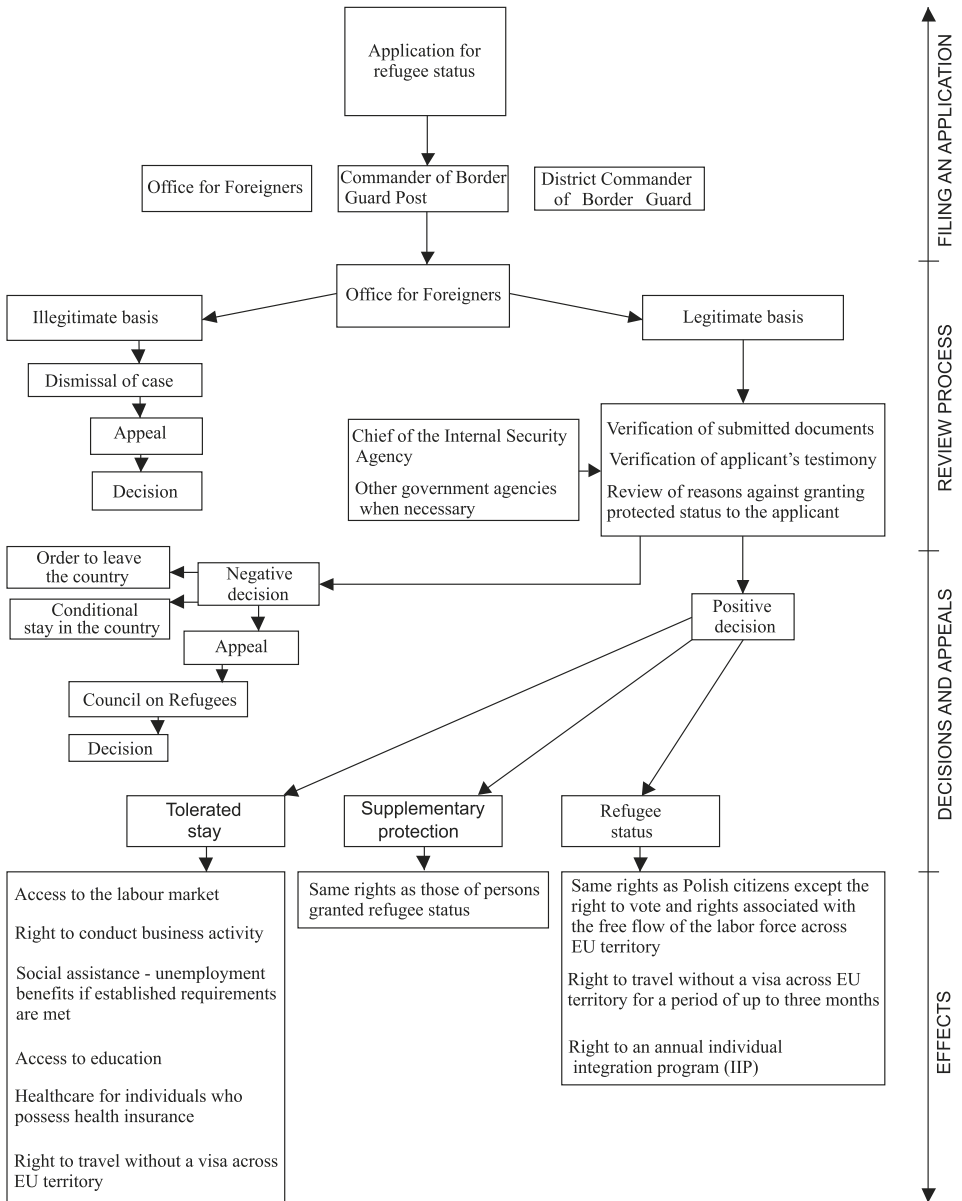 Application for
refugee status
Office for Foreigners
Commander of Border
Guard Post
District Commander
of Border Guard
FILING AN APPLICATION
Office for Foreigners
Illegitimate basis
Legitimate basis
Dismissal of case
Appeal
Decision
Chief of the Internal Security
Agency
Other government agencies
when necessary
Verification of submitted documents
Verification of applicant's testimony
Review of reasons against granting
protected status to the applicant
REVIEW PROCESS
Order to leave
the country
Negative
decision
Conditional
stay in the country
Positive
decision
Appeal
Council on Refugees
Decision
DECISIONS AND APPEALS
Tolerated
stay
Supplementary
protection
Refugee
status
Access to the labour market
Right to conduct business activity
Social assistance - unemployment
benefits if established requirements
are met
Access to education
Healthcare for individuals who
possess health insurance
Right to travel without a visa across
EU territory
Same rights as those of persons
granted refugee status
Same rights as Polish citizens except the
right to vote and rights associated with
the free flow of the labor force across
EU territory
Right to travel without a visa across EU
territory for a period of up to three months
Right to an annual individual
integration program (IIP)
EFFECTS